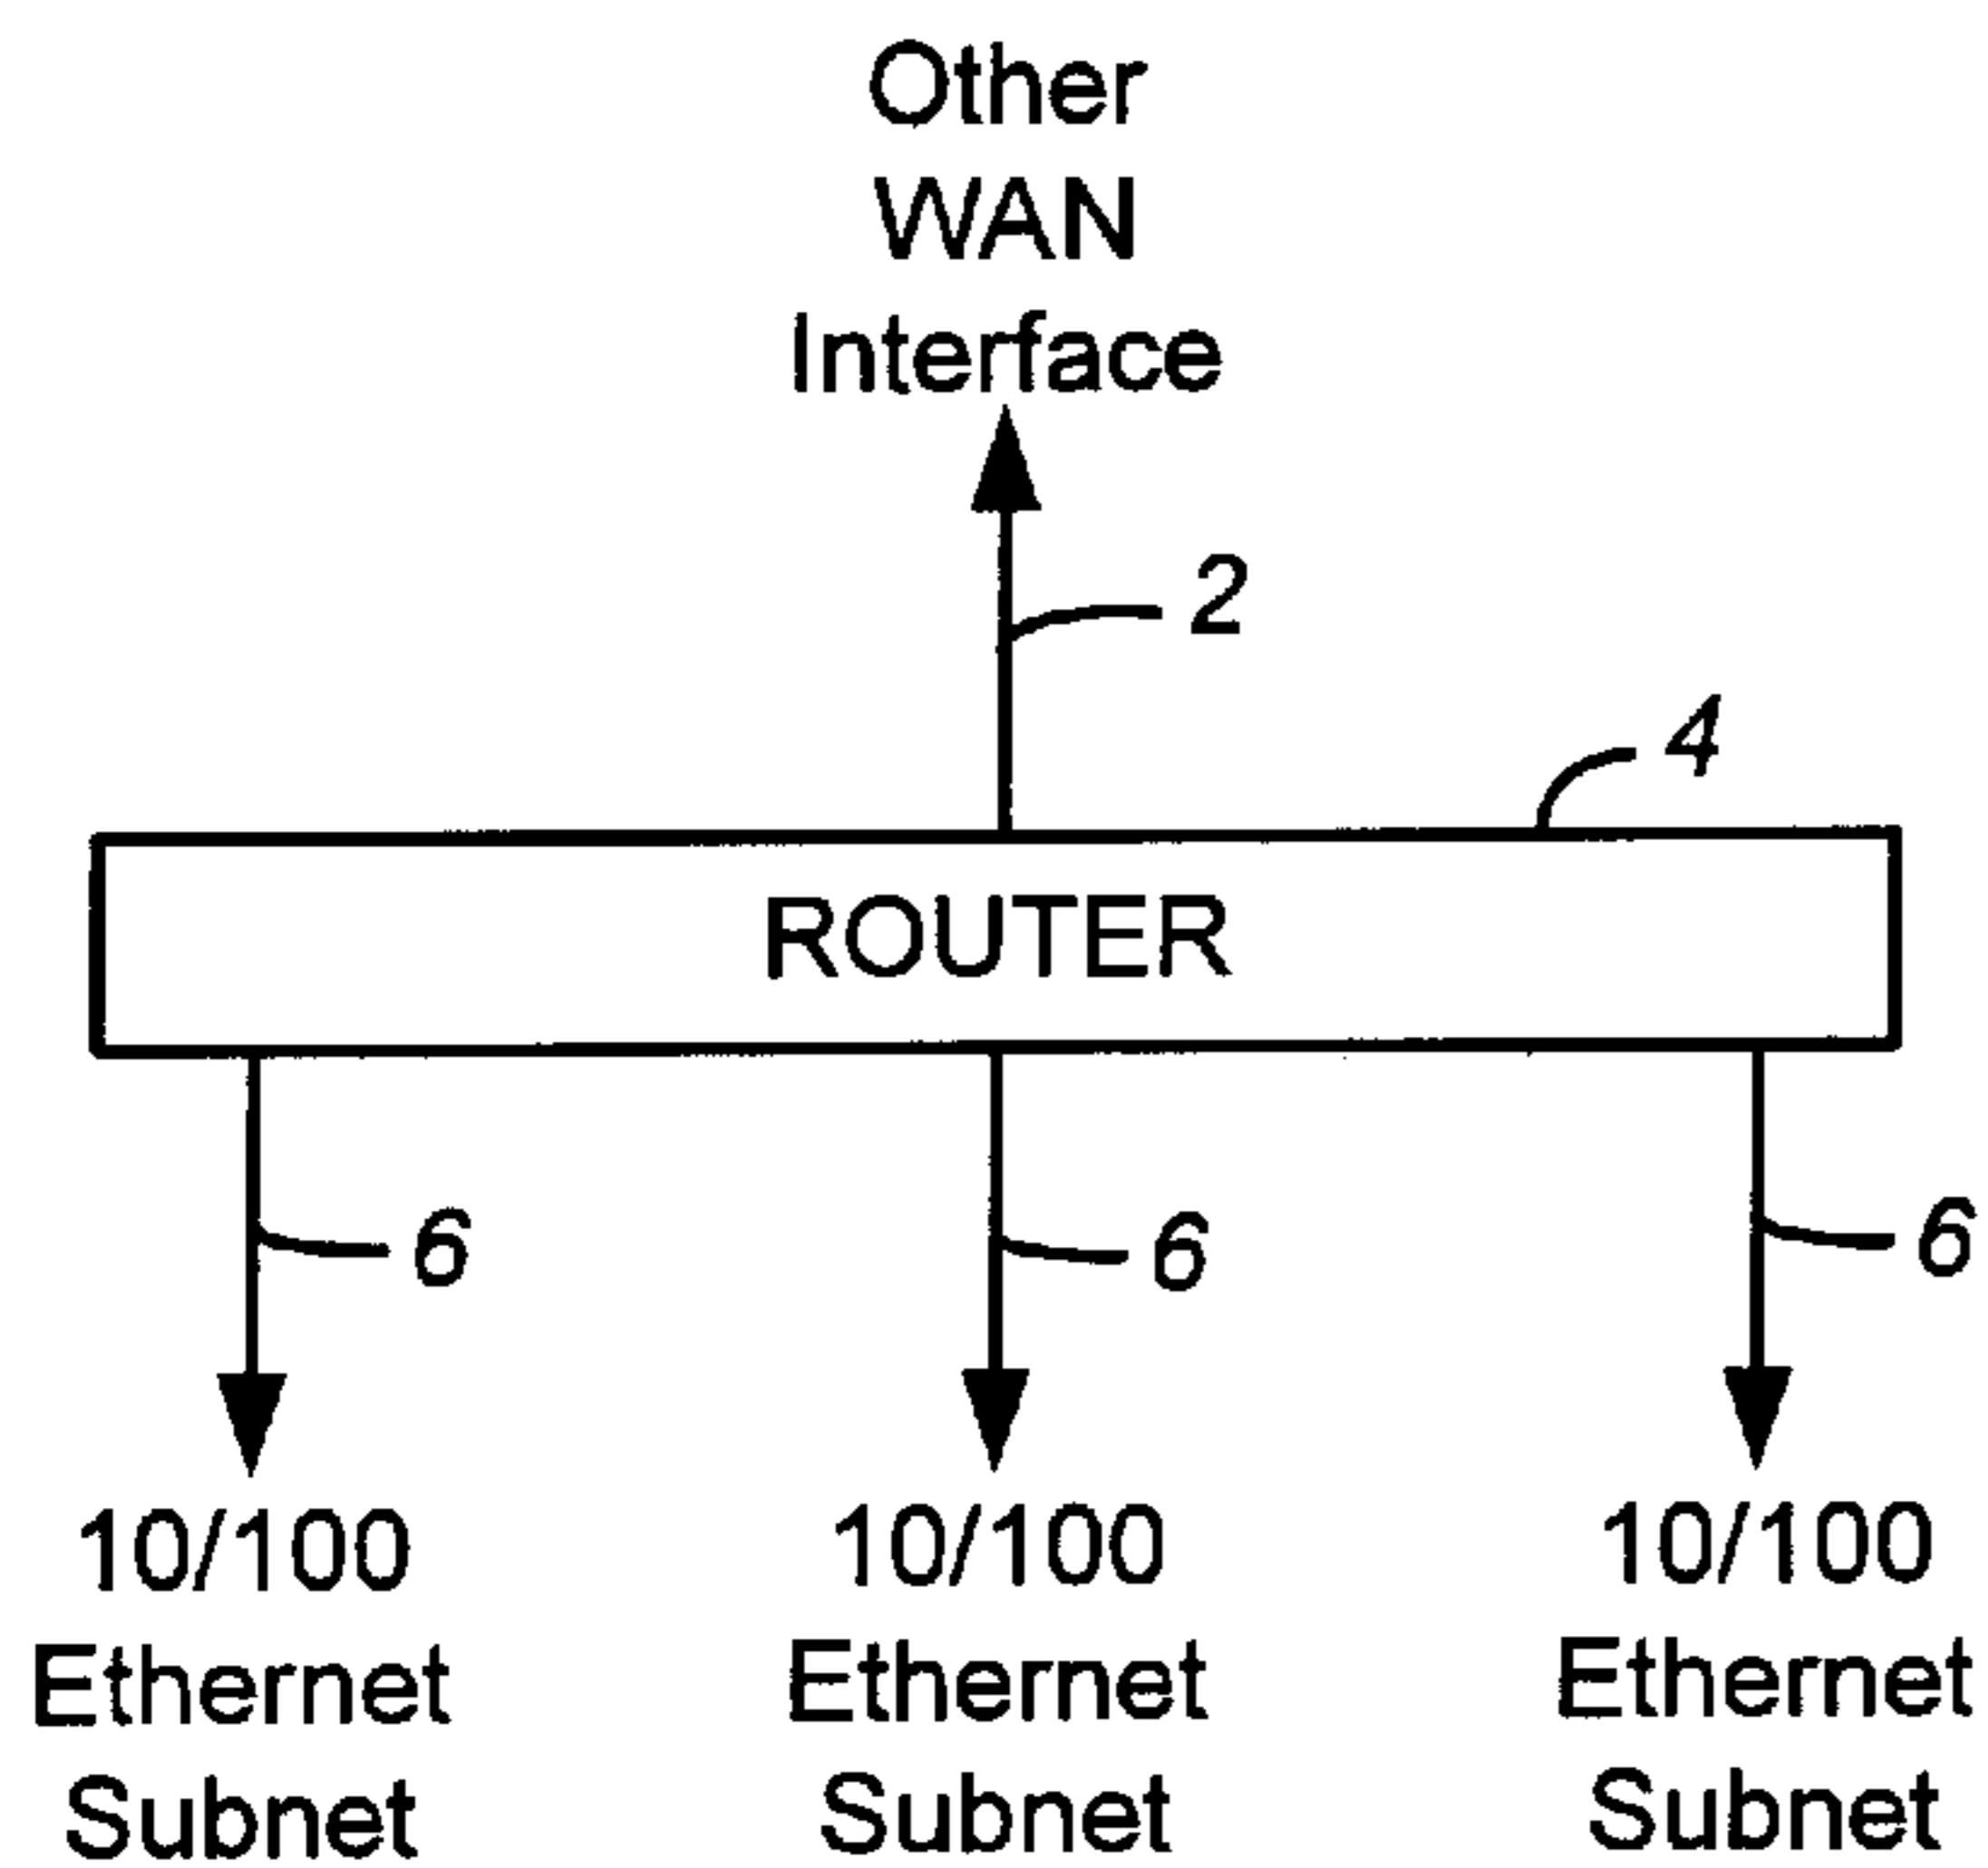 Other
WAN
Interface
2
4
ROUTER
6
6
6
10/100
Ethernet
Subnet
10/100
Ethernet
Subnet
10/100
Ethernet
Subnet